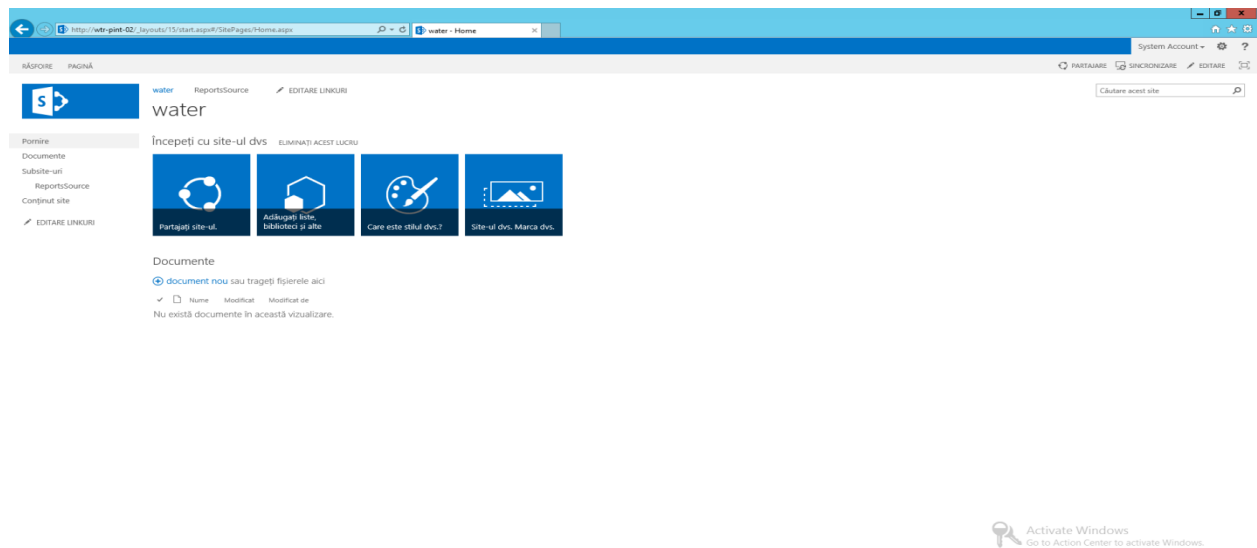 http://wtr-pint-02/_layouts/15/start.aspx#/SitePages/Home.aspx
water - Home
System Account
?
RĂSFOIRE PAGINĂ
PARTAJARE SINCRONIZARE EDITARE
S
water ReportsSource EDITARE LINKURI
Căutare acest site
water
Pornire
Documente
Subsite-uri
ReportsSource
Conținut site
EDITARE LINKURI
Începeți cu site-ul dvs ELIMINAȚI ACEST LUCRU
Partajați site-ul.
Adăugați liste,
biblioteci și alte
Care este stilul dvs.?
Site-ul dvs. Marca dvs.
Documente
document nou sau trageți fișierele aici
Nume Modificat Modificat de
Nu există documente în această vizualizare.
Activate Windows
Go to Action Center to activate Windows.